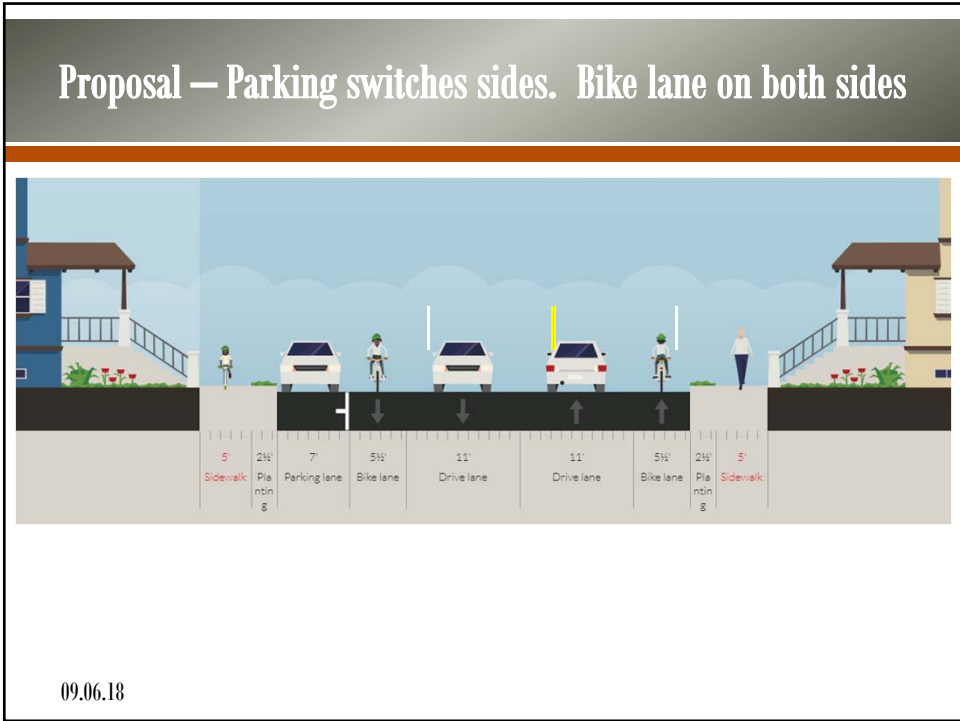 Proposal – Parking switches sides.  Bike lane on both sides
5' 2½' 7' 5½' 11' 11' 5½' 2½' 5'
Sidewalk Pla Parking lane Bike lane Drive lane Drive lane Bike lane Pla Sidewalk
ntin ntin
g g
09.06.18